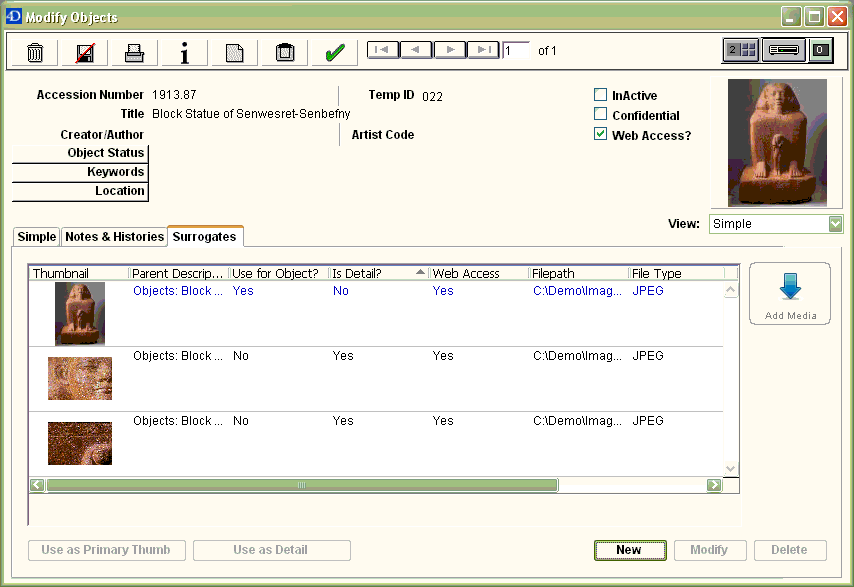 4D Modify Objects
1 of 1
2
0
Accession Number 1913.87 Temp ID 022
InActive
Title Block Statue of Senwesret-Senbefny
Confidential
Creator/Author Artist Code
Web Access?
Object Status
Keywords
Location
View: Simple
Simple Notes & Histories Surrogates
Thumbnail Parent Descrip... Use for Object? Is Detail? Web Access Filepath File Type
Objects: Block ... Yes No Yes C:\Demo\Imag... JPEG
Add Media
Objects: Block ... No Yes Yes C:\Demo\Imag... JPEG
Objects: Block ... No Yes Yes C:\Demo\Imag... JPEG
Use as Primary Thumb Use as Detail New Modify Delete